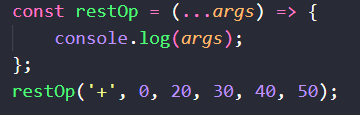 const restOp = (...args) => {
    console.log(args);
};
restOp('+', 0, 20, 30, 40, 50);